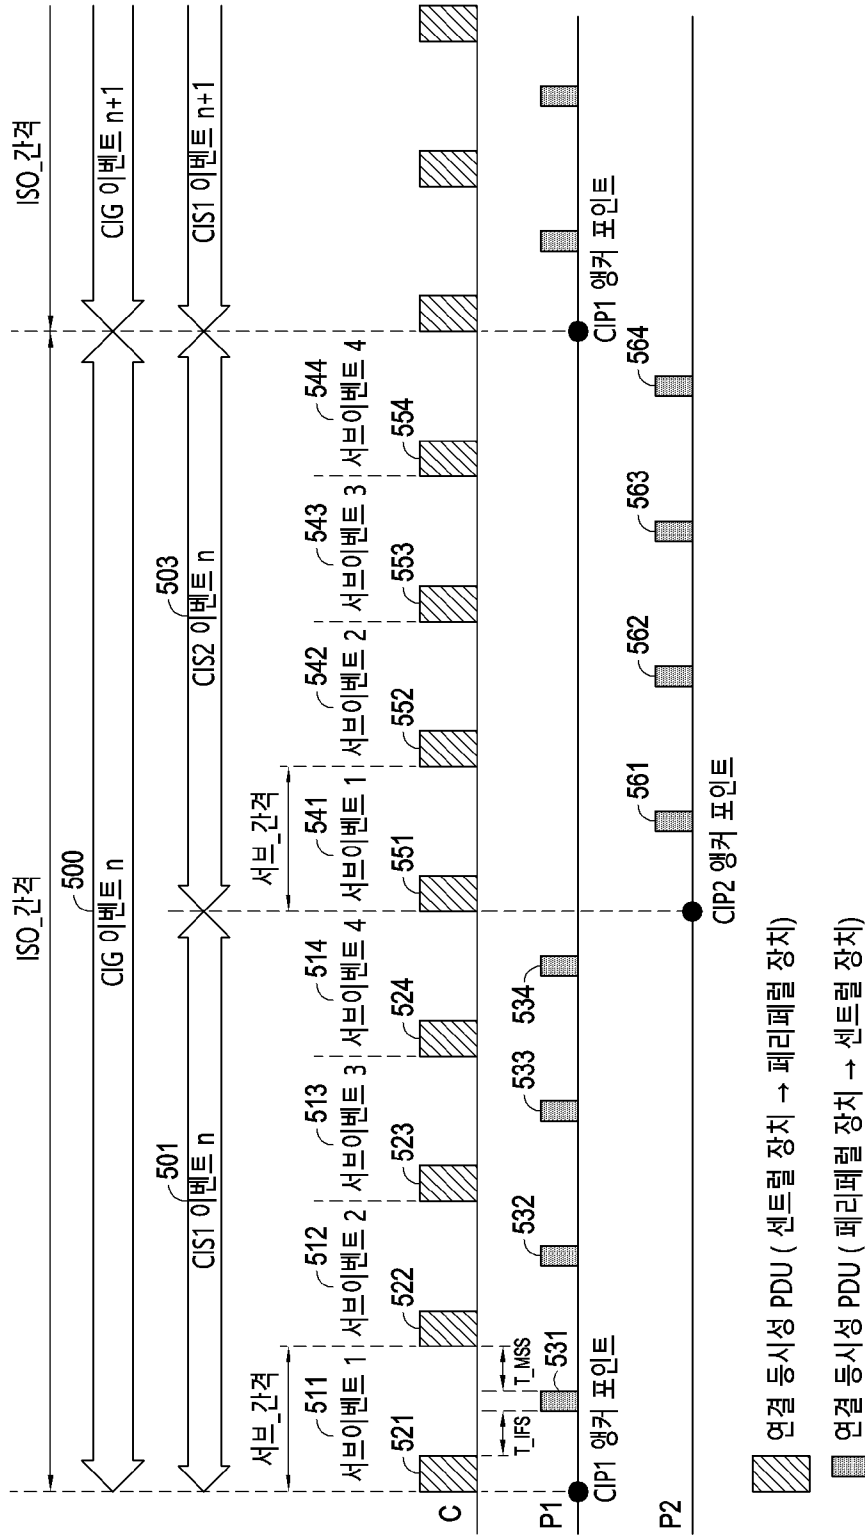 ISO_간격
ISO_간격
500
CIG 이벤트 n
CIG 이벤트 n+1
501
CIS1 이벤트 n
503
CIS2 이벤트 n
CIS1 이벤트 n+1
서브_간격
서브_간격
511
서브이벤트 1
512
서브이벤트 2
513
서브이벤트 3
514
서브이벤트 4
541
서브이벤트 1
542
서브이벤트 2
543
서브이벤트 3
544
서브이벤트 4
521
522
523
524
551
552
553
554
C
T_IFS
T_MSS
531
532
533
534
P1
CIP1 앵커 포인트
CIP1 앵커 포인트
561
562
563
564
P2
CIP2 앵커 포인트
연결 등시성 PDU ( 센트럴 장치 → 페리페럴 장치)
연결 등시성 PDU ( 페리페럴 장치 → 센트럴 장치)